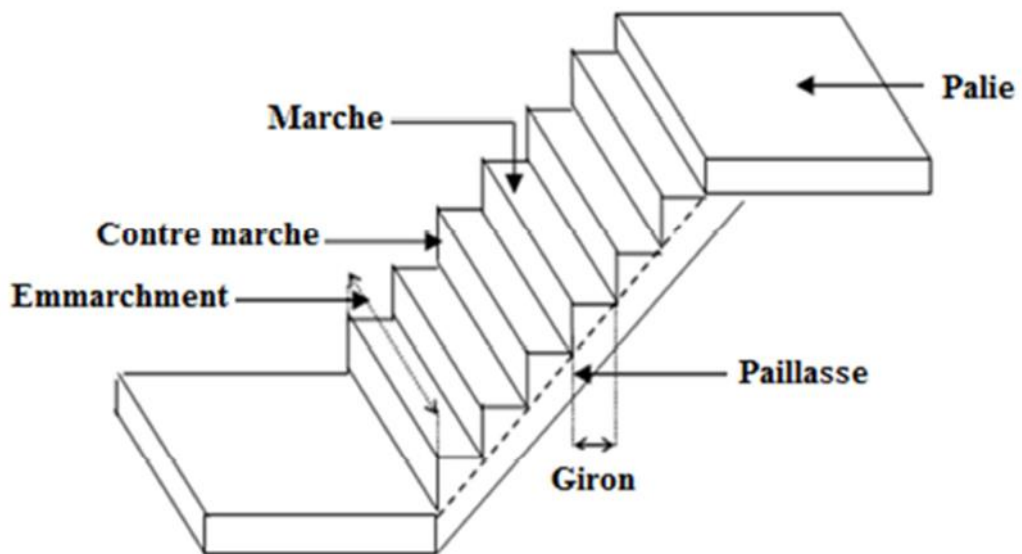 Palie
Marche
Contre marche
Emmarchment
Paillasse
Giron